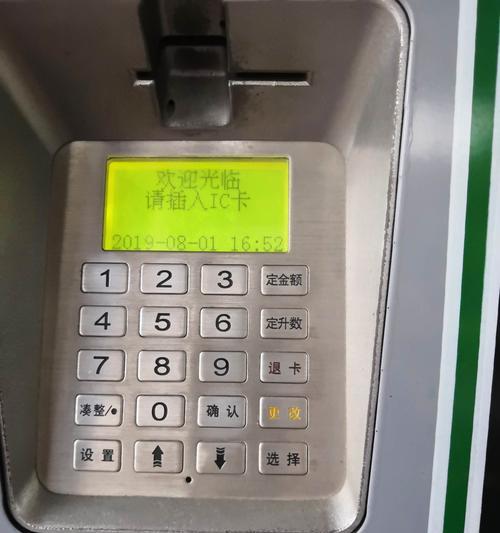 欢迎光临
请插入IC卡
2019-08-01 16:52
1 2 3 定金额
4 5 6 定升数
7 8 9 退卡
凑整/• 0 确认 更改
设置 选择